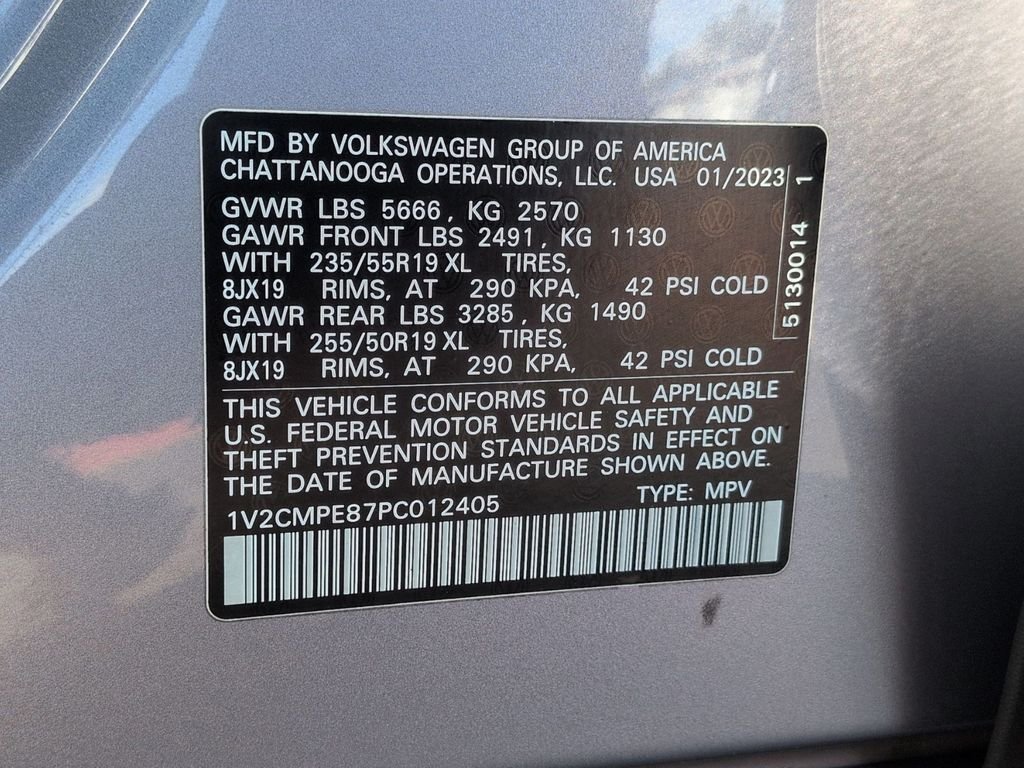 MFD BY VOLKSWAGEN GROUP OF AMERICA
CHATTANOOGA OPERATIONS, LLC. USA 01/2023
GVWR LBS 5666, KG 2570
GAWR FRONT LBS 2491, KG 1130
WITH 235/55R19 XL TIRES,
8JX19 RIMS, AT 290 KPA, 42 PSI COLD
GAWR REAR LBS 3285, KG 1490
WITH 255/50R19 XL TIRES,
8JX19 RIMS, AT 290 KPA, 42 PSI COLD
5130014 1
THIS VEHICLE CONFORMS TO ALL APPLICABLE
U.S. FEDERAL MOTOR VEHICLE SAFETY AND
THEFT PREVENTION STANDARDS IN EFFECT ON
THE DATE OF MANUFACTURE SHOWN ABOVE.
1V2CMPE87PC012405 TYPE: MPV